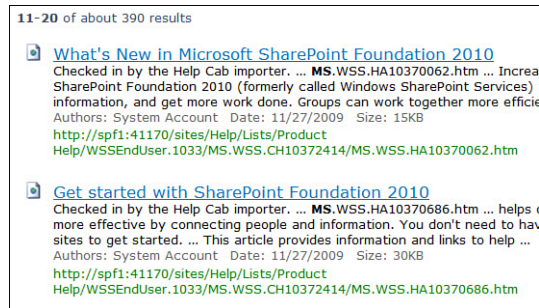 11-20 of about 390 results
What's New in Microsoft SharePoint Foundation 2010
Checked in by the Help Cab importer. ... MS.WSS.HA10370062.htm ... Increa
SharePoint Foundation 2010 (formerly called Windows SharePoint Services)
information, and get more work done. Groups can work together more efficie
Authors: System Account Date: 11/27/2009 Size: 15KB
http://spf1:41170/sites/Help/Lists/Product
Help/WSSEndUser.1033/MS.WSS.CH10372414/MS.WSS.HA10370062.htm
Get started with SharePoint Foundation 2010
Checked in by the Help Cab importer. ... MS.WSS.HA10370686.htm ... helps
more effective by connecting people and information. You don't need to hav
sites to get started. ... This article provides information and links to help ...
Authors: System Account Date: 11/27/2009 Size: 30KB
http://spf1:41170/sites/Help/Lists/Product
Help/WSSEndUser.1033/MS.WSS.CH10372414/MS.WSS.HA10370686.htm